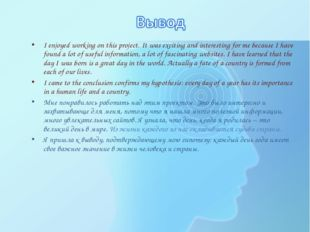 Вывод
• I enjoyed working on this project. It was exciting and interesting for me because I have
found a lot of useful information, a lot of fascinating websites. I have learned that the
day I was born is a great day in the world. Actually a fate of a country is formed from
each of our lives.
• I came to the conclusion confirms my hypothesis: every day of a year has its importance
in a human life and a country.
• Мне понравилось работать над этим проектом. Это было интересно и
захватывающе для меня, потому что я нашла много полезной информации,
много увлекательных сайтов. Я узнала, что день, когда я родилась – это
великий день в мире. Из жизни каждого из нас складывается судьба страны.
• Я пришла к выводу, подтверждающему мою гипотезу: каждый день года имеет
свое важное значение в жизни человека и страны.